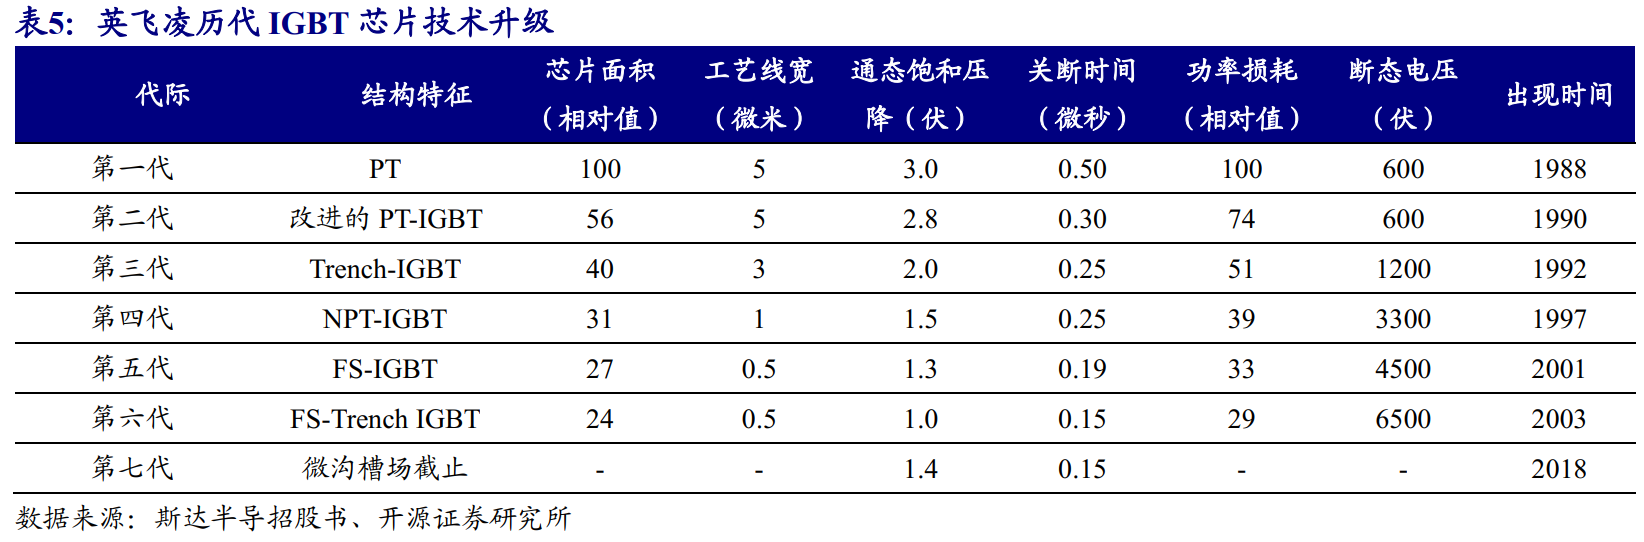 表5：英飞凌历代 IGBT 芯片技术升级
代际 结构特征 芯片面积（相对值） 工艺线宽（微米） 通态饱和压降（伏） 关断时间（微秒） 功率损耗（相对值） 断态电压（伏） 出现时间
第一代 PT 100 5 3.0 0.50 100 600 1988
第二代 改进的 PT-IGBT 56 5 2.8 0.30 74 600 1990
第三代 Trench-IGBT 40 3 2.0 0.25 51 1200 1992
第四代 NPT-IGBT 31 1 1.5 0.25 39 3300 1997
第五代 FS-IGBT 27 0.5 1.3 0.19 33 4500 2001
第六代 FS-Trench IGBT 24 0.5 1.0 0.15 29 6500 2003
第七代 微沟槽场截止 - - 1.4 0.15 - - 2018
数据来源：斯达半导招股书、开源证券研究所